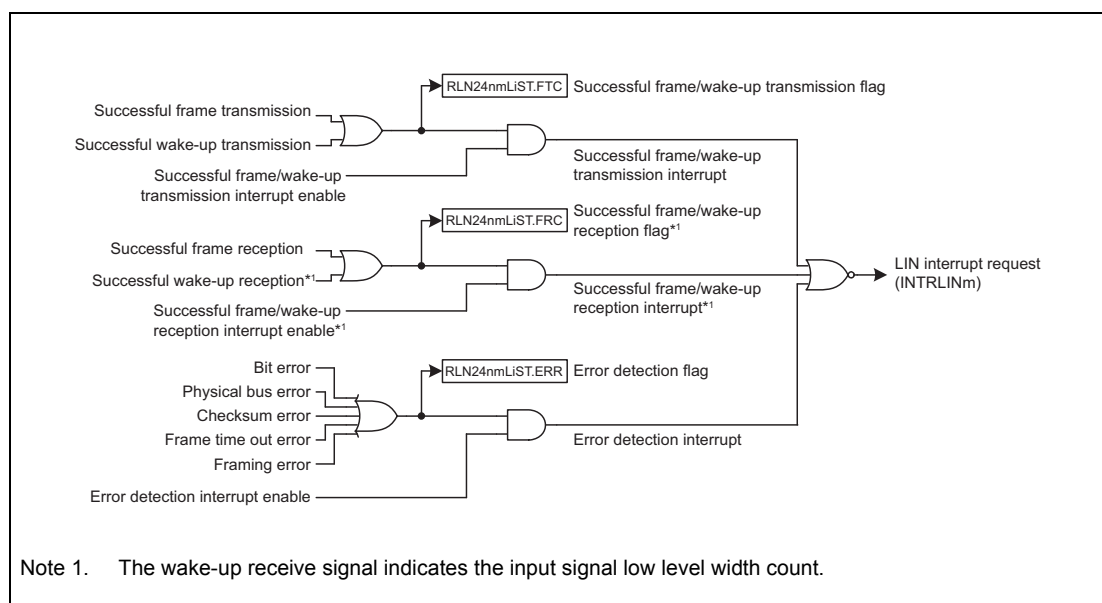 RLN24nmLiST.FTC Successful frame/wake-up transmission flag
Successful frame transmission
Successful wake-up transmission
Successful frame/wake-up
transmission interrupt enable
Successful frame/wake-up
transmission interrupt
RLN24nmLiST.FRC
Successful frame/wake-up
reception flag*1
Successful frame reception
Successful wake-up reception*1
Successful frame/wake-up
reception interrupt enable*1
Successful frame/wake-up
reception interrupt*1
LIN interrupt request
(INTRLINm)
RLN24nmLiST.ERR Error detection flag
Bit error
Physical bus error
Checksum error
Frame time out error
Framing error
Error detection interrupt enable
Error detection interrupt
Note 1. The wake-up receive signal indicates the input signal low level width count.